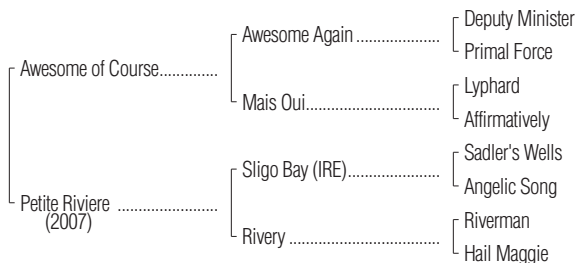 Deputy Minister
Awesome Again ....................
Primal Force
Awesome of Course..............
Lyphard
Mais Oui................................
Affirmatively
Sadler's Wells
Sligo Bay (IRE)......................
Angelic Song
Petite Riviere ........................
(2007)
Riverman
Rivery ....................................
Hail Maggie